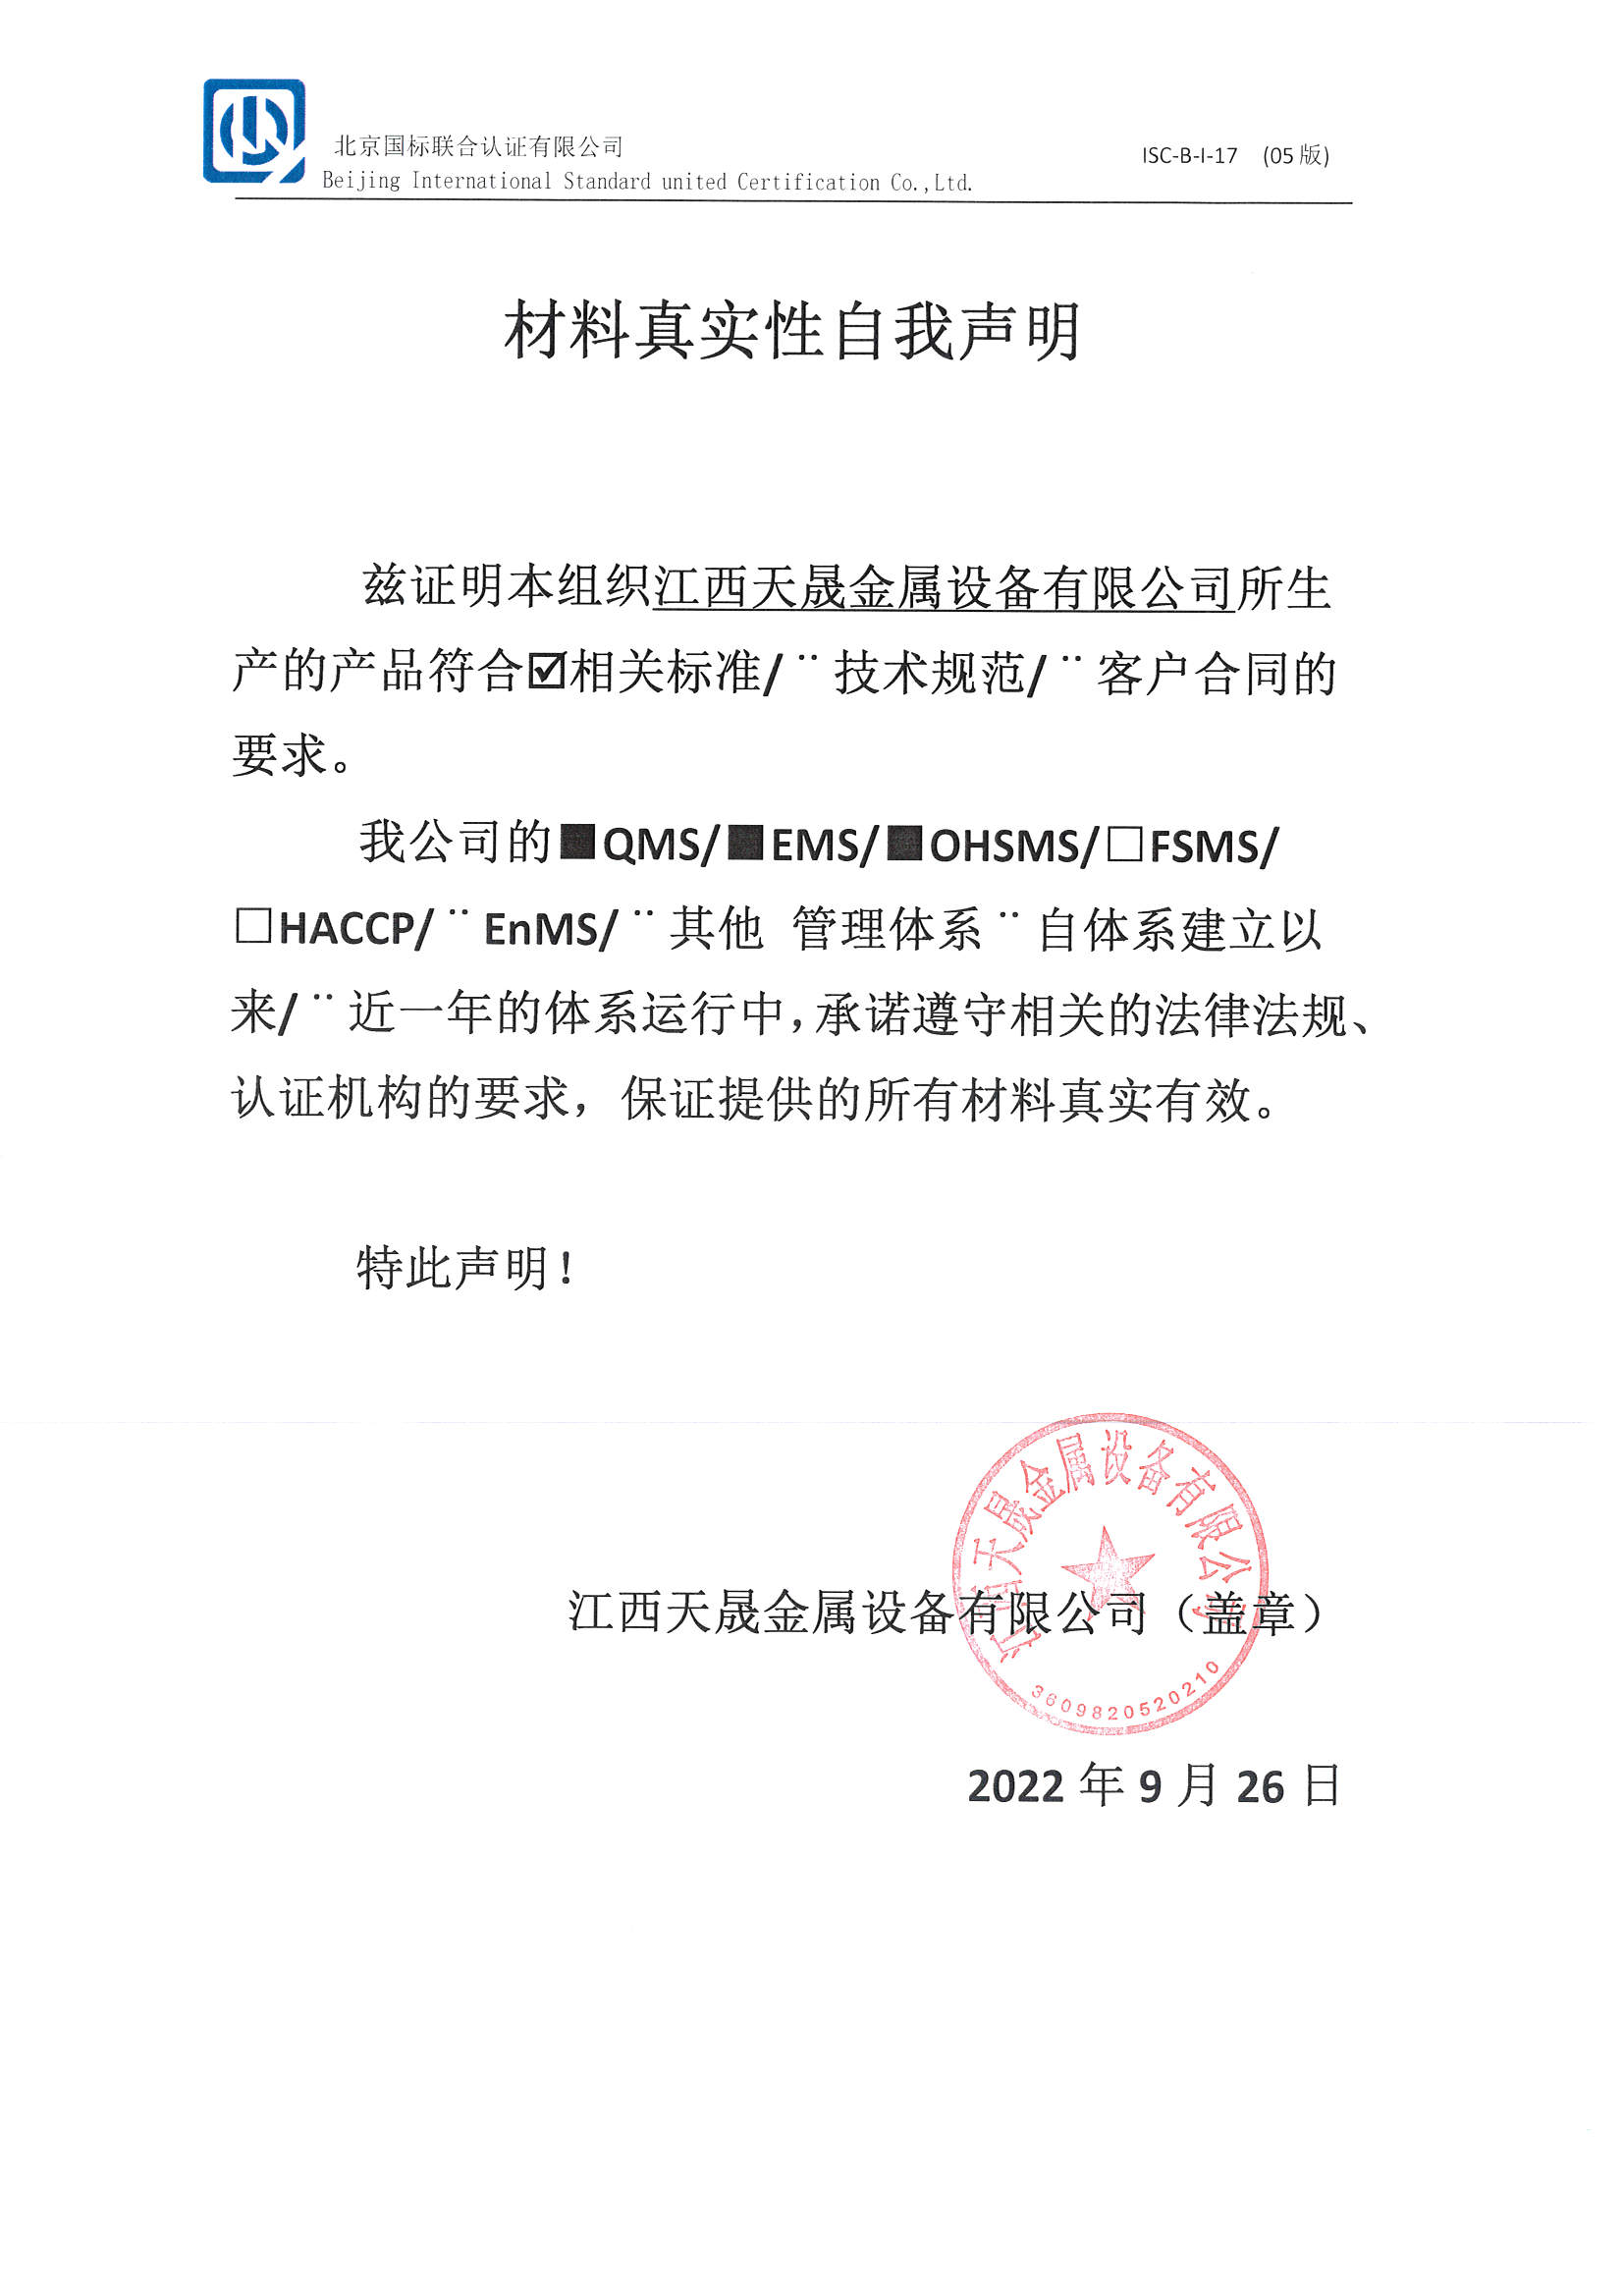 北京国标联合认证有限公司
Beijing International Standard united Certification Co.,Ltd.
ISC-B-I-17 (05版)
材料真实性自我声明
兹证明本组织江西天晟金属设备有限公司所生
产的产品符合☑相关标准/¨技术规范/¨客户合同的
要求。
我公司的■QMS/■EMS/■OHSMS/□FSMS/
□HACCP/¨EnMS/¨其他 管理体系¨自体系建立以
来/¨近一年的体系运行中,承诺遵守相关的法律法规、
认证机构的要求，保证提供的所有材料真实有效。
特此声明！
江西天晟金属设备有限公司
江西天晟金属设备有限公司（盖章）
3609820520210
2022年9月26日